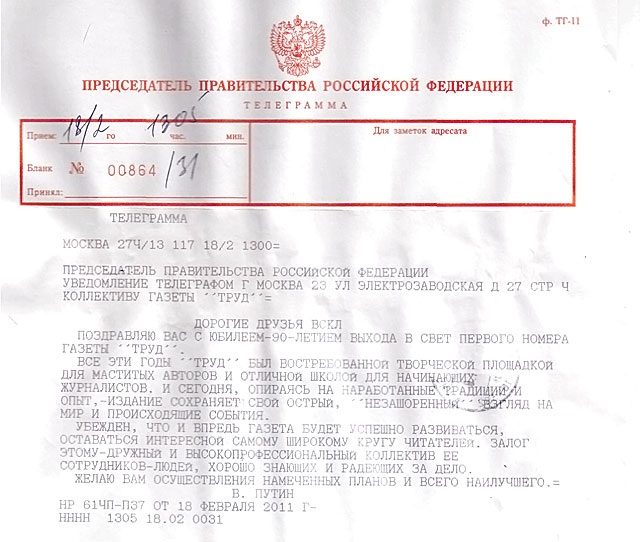 ф. ТГ-11
ПРЕДСЕДАТЕЛЬ ПРАВИТЕЛЬСТВА РОССИЙСКОЙ ФЕДЕРАЦИИ
ТЕЛЕГРАММА
Прием: 18/2 го 1305 час. мин.
Для заметок адресата
Бланк № 00864 /31
Принял:
ТЕЛЕГРАММА
МОСКВА 27Ч/13 117 18/2 1300=
ПРЕДСЕДАТЕЛЬ ПРАВИТЕЛЬСТВА РОССИЙСКОЙ ФЕДЕРАЦИИ
УВЕДОМЛЕНИЕ ТЕЛЕГРАФОМ Г МОСКВА 23 УЛ ЭЛЕКТРОЗАВОДСКАЯ Д 27 СТР Ч
КОЛЛЕКТИВУ ГАЗЕТЫ ´´ТРУД´´=
ДОРОГИЕ ДРУЗЬЯ ВСКЛ
ПОЗДРАВЛЯЮ ВАС С ЮБИЛЕЕМ-90-ЛЕТИЕМ ВЫХОДА В СВЕТ ПЕРВОГО НОМЕРА
ГАЗЕТЫ ´´ТРУД´´.
ВСЕ ЭТИ ГОДЫ ´´ТРУД´´ БЫЛ ВОСТРЕБОВАННОЙ ТВОРЧЕСКОЙ ПЛОЩАДКОЙ
ДЛЯ МАСТИТЫХ АВТОРОВ И ОТЛИЧНОЙ ШКОЛОЙ ДЛЯ НАЧИНАЮЩИХ
ЖУРНАЛИСТОВ. И СЕГОДНЯ, ОПИРАЯСЬ НА НАРАБОТАННЫЕ ТРАДИЦИИ И
ОПЫТ,-ИЗДАНИЕ СОХРАНЯЕТ СВОЙ ОСТРЫЙ, ´´НЕЗАШОРЕННЫЙ´´ ВЗГЛЯД НА
МИР И ПРОИСХОДЯЩИЕ СОБЫТИЯ.
УБЕЖДЕН, ЧТО И ВПРЕДЬ ГАЗЕТА БУДЕТ УСПЕШНО РАЗВИВАТЬСЯ,
ОСТАВАТЬСЯ ИНТЕРЕСНОЙ САМОМУ ШИРОКОМУ КРУГУ ЧИТАТЕЛЕЙ. ЗАЛОГ
ЭТОМУ-ДРУЖНЫЙ И ВЫСОКОПРОФЕССИОНАЛЬНЫЙ КОЛЛЕКТИВ ЕЕ
СОТРУДНИКОВ-ЛЮДЕЙ, ХОРОШО ЗНАЮЩИХ И РАДЕЮЩИХ ЗА ДЕЛО.
ЖЕЛАЮ ВАМ ОСУЩЕСТВЛЕНИЯ НАМЕЧЕННЫХ ПЛАНОВ И ВСЕГО НАИЛУЧШЕГО.=
В. ПУТИН
НР 61ЧП-П37 ОТ 18 ФЕВРАЛЯ 2011 Г-
НННН 1305 18.02 0031